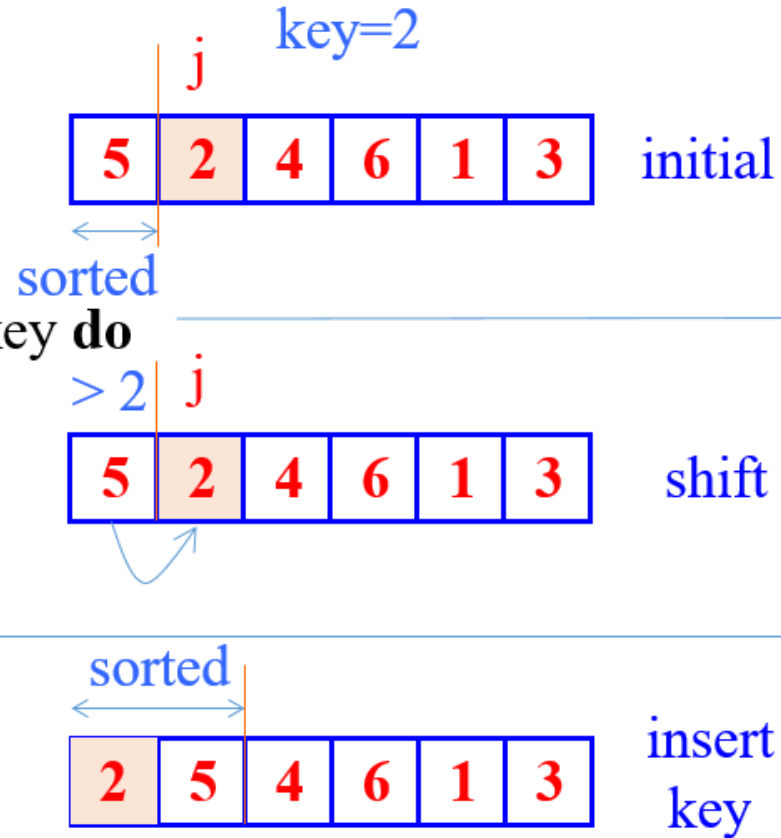 key=2
j
5 2 4 6 1 3 initial
sorted
ey do
> 2 j
5 2 4 6 1 3 shift
sorted
2 5 4 6 1 3
insert
key